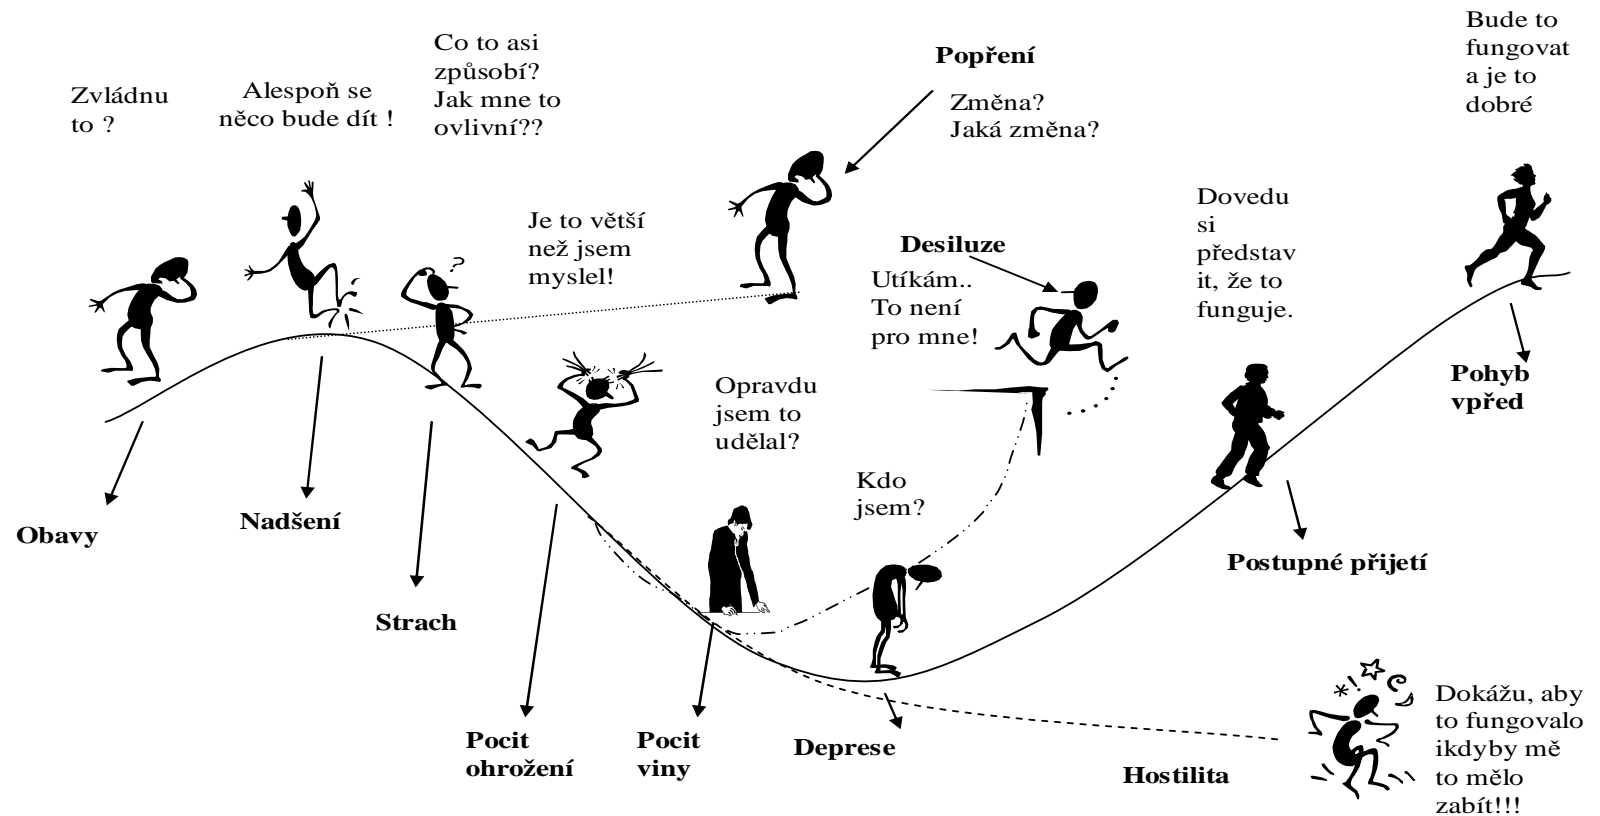 Zvládnu
to ?
Alespoň se
něco bude dít !
Co to asi
způsobí?
Jak mne to
ovlivní??
Popření
Změna?
Jaká změna?
Bude to
fungovat
a je to
dobré
Je to větší
než jsem
myslel!
Desiluze
Utíkám..
To není
pro mne!
Dovedu
si
představ
it, že to
funguje.
?
Opravdu
jsem to
udělal?
Kdo
jsem?
Pohyb
vpřed
Obavy
Nadšení
Strach
Postupné přijetí
Pocit
ohrožení
Pocit
viny
Deprese
Hostilita
*!
Dokážu, aby
to fungovalo
ikdyby mě
to mělo
zabít!!!